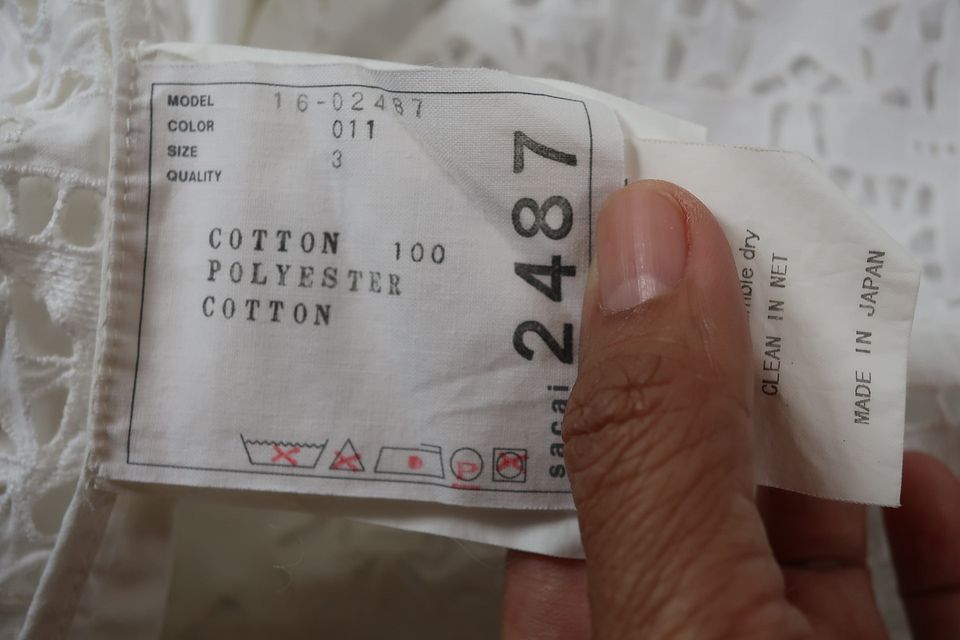 MODEL 16-02487
COLOR 011
SIZE 3
QUALITY
COTTON 100
POLYESTER
COTTON
P
sacai 2487
dry
CLEAN IN NET
MADE IN JAPAN